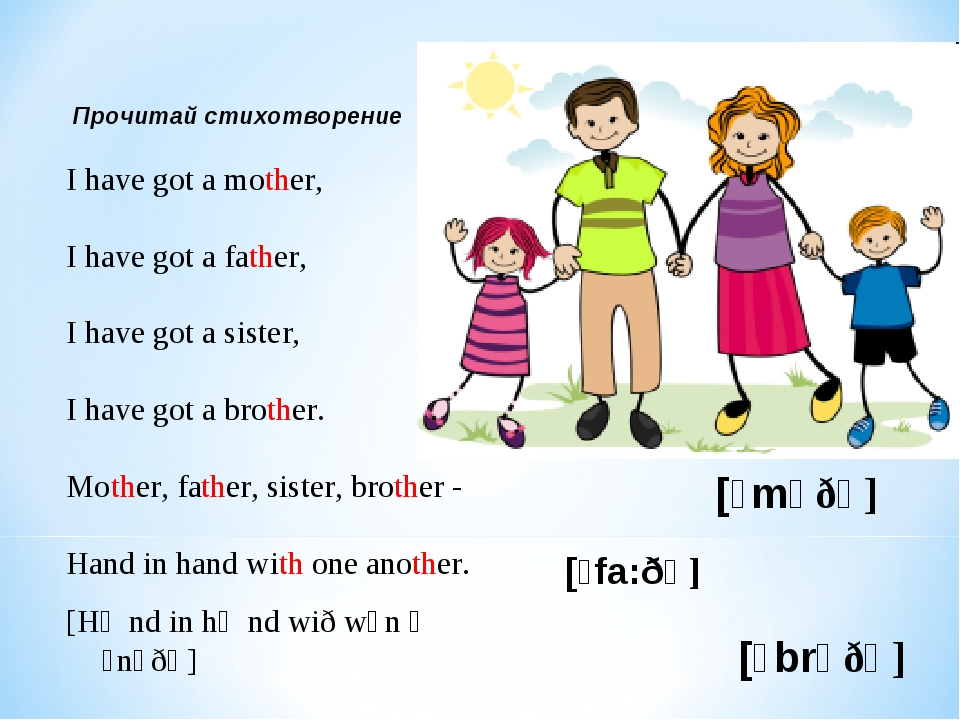 Прочитай стихотворение
I have got a mother,
I have got a father,
I have got a sister,
I have got a brother.
Mother, father, sister, brother -
Hand in hand with one another.